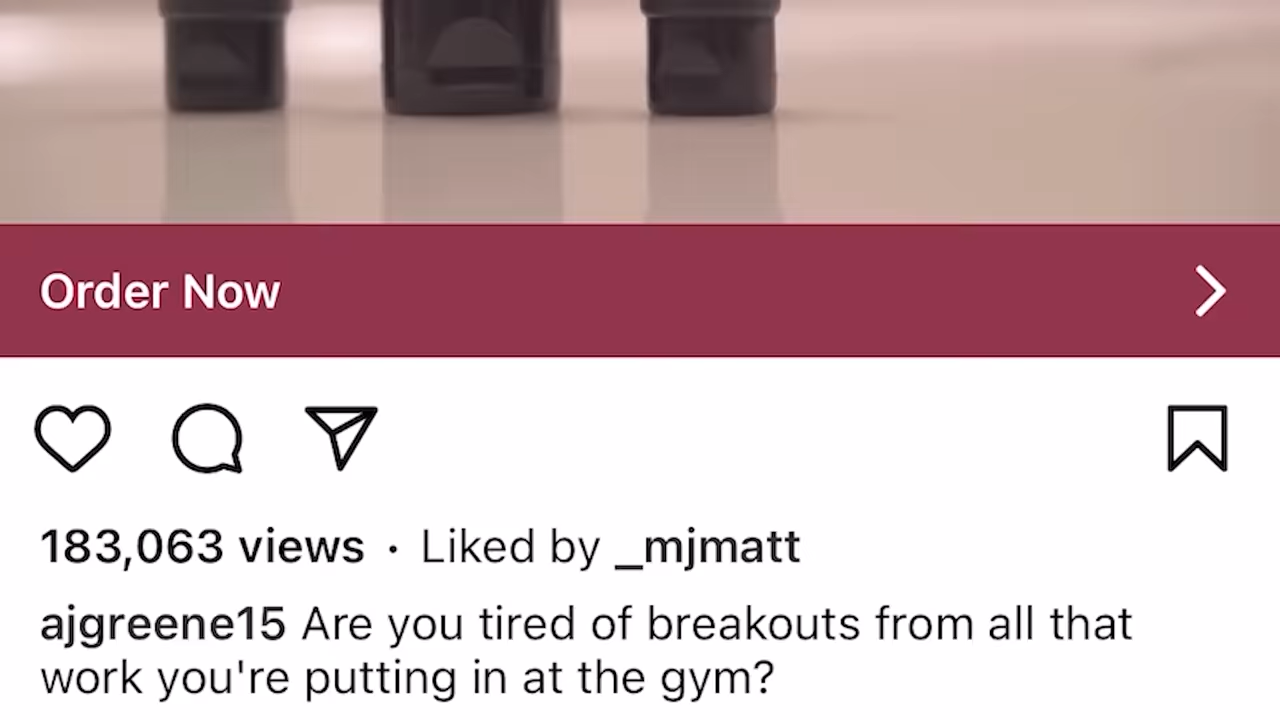 Order Now
183,063 views · Liked by _mjmatt
ajgreene15 Are you tired of breakouts from all that
work you're putting in at the gym?